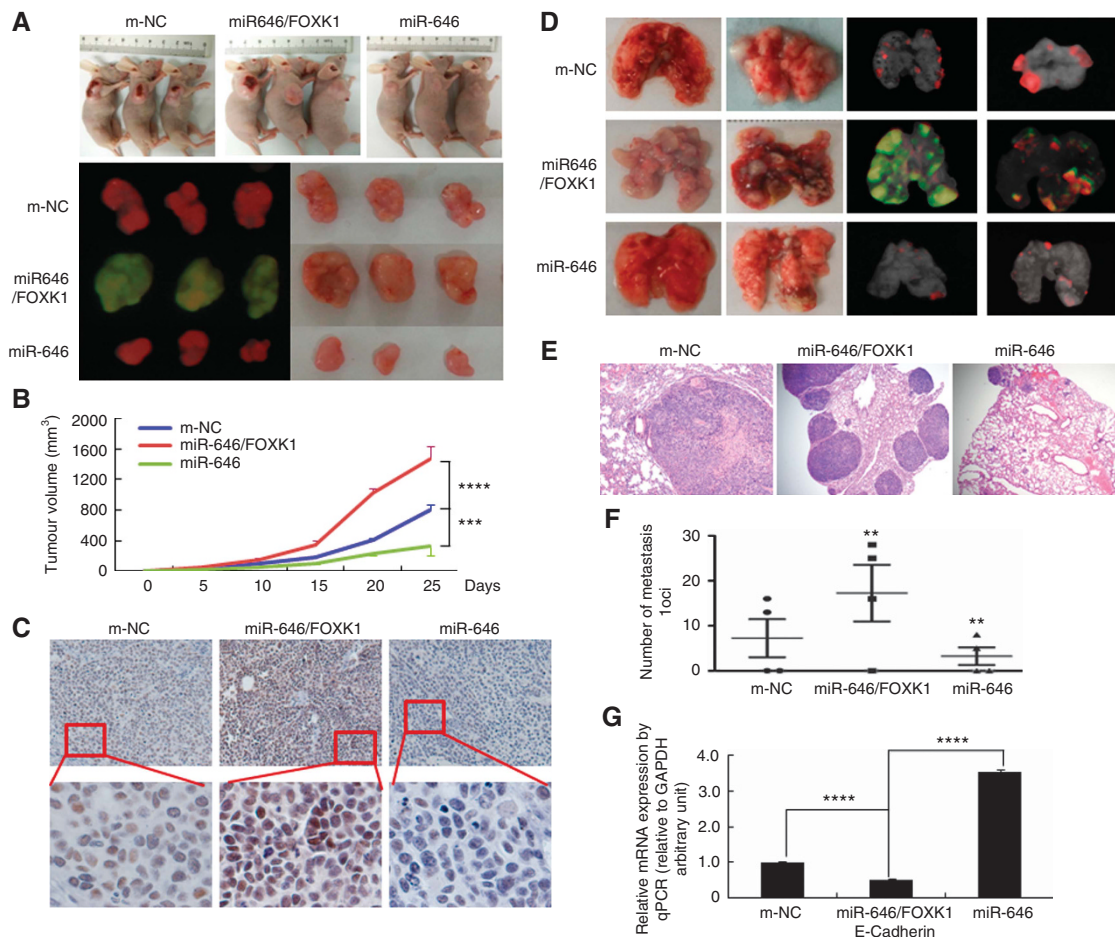 A
m-NC miR646/FOXK1 miR-646
m-NC
miR646
/FOXK1
miR-646
B
Tumour volume (mm³)
2000
1600
1200
800
400
0
m-NC
miR-646/FOXK1
miR-646
****
***
0 5 10 15 20 25 Days
C
m-NC miR-646/FOXK1 miR-646
D
m-NC
miR646
/FOXK1
miR-646
E
m-NC miR-646/FOXK1 miR-646
F
Number of metastasis
1oci
30
20
10
0
**
**
m-NC miR-646/FOXK1 miR-646
G
Relative mRNA expression by
qPCR (relative to GAPDH
arbitrary unit)
4.0
3.0
2.0
1.0
0
****
****
m-NC miR-646/FOXK1 miR-646
E-Cadherin